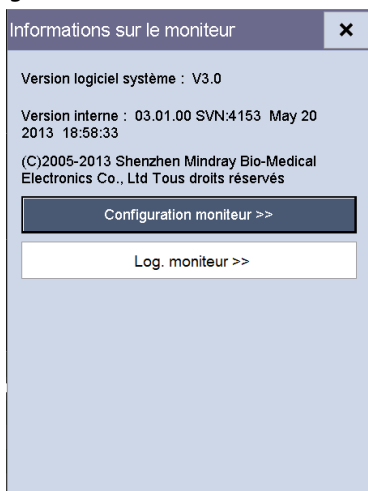 Informations sur le moniteur
Version logiciel système : V3.0
Version interne : 03.01.00 SVN:4153 May 20
2013 18:58:33
(C)2005-2013 Shenzhen Mindray Bio-Medical
Electronics Co., Ltd Tous droits réservés
Configuration moniteur >>
Log. moniteur >>